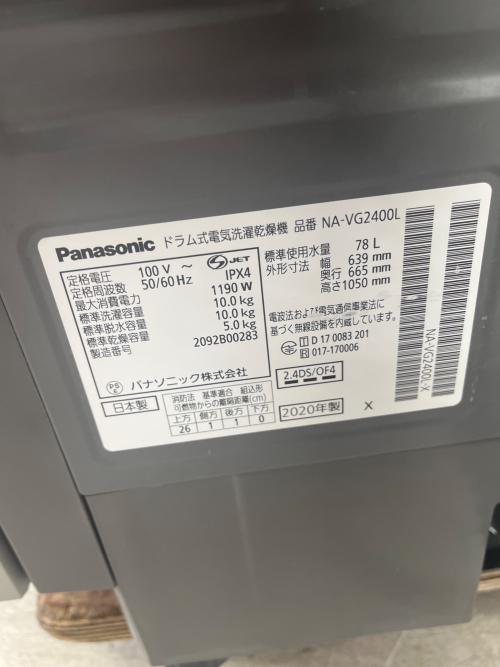 Panasonic ドラム式電気洗濯乾燥機 品番 NA-VG2400L
定格電圧 100 V ～
定格周波数 50/60 Hz
最大消費電力 1190 W
標準洗濯容量 10.0 kg
標準脱水容量 10.0 kg
標準乾燥容量 5.0 kg
製造番号 2092B00283
S JET
IPX4
標準使用水量 78 L
外形寸法 幅 639 mm
奥行 665 mm
高さ 1050 mm
電波法および電気通信事業法に
基づく無線設備を内蔵しています。
T D 17 0083 201
R 017-170006
2.4DS/OF4
PS E パナソニック株式会社
日本製
消防法 基準適合 組込形
可燃物からの離隔距離(cm)
上方 側方 後方 下方
26 1 1 0
2020年製
X
NA-VG2400L-X